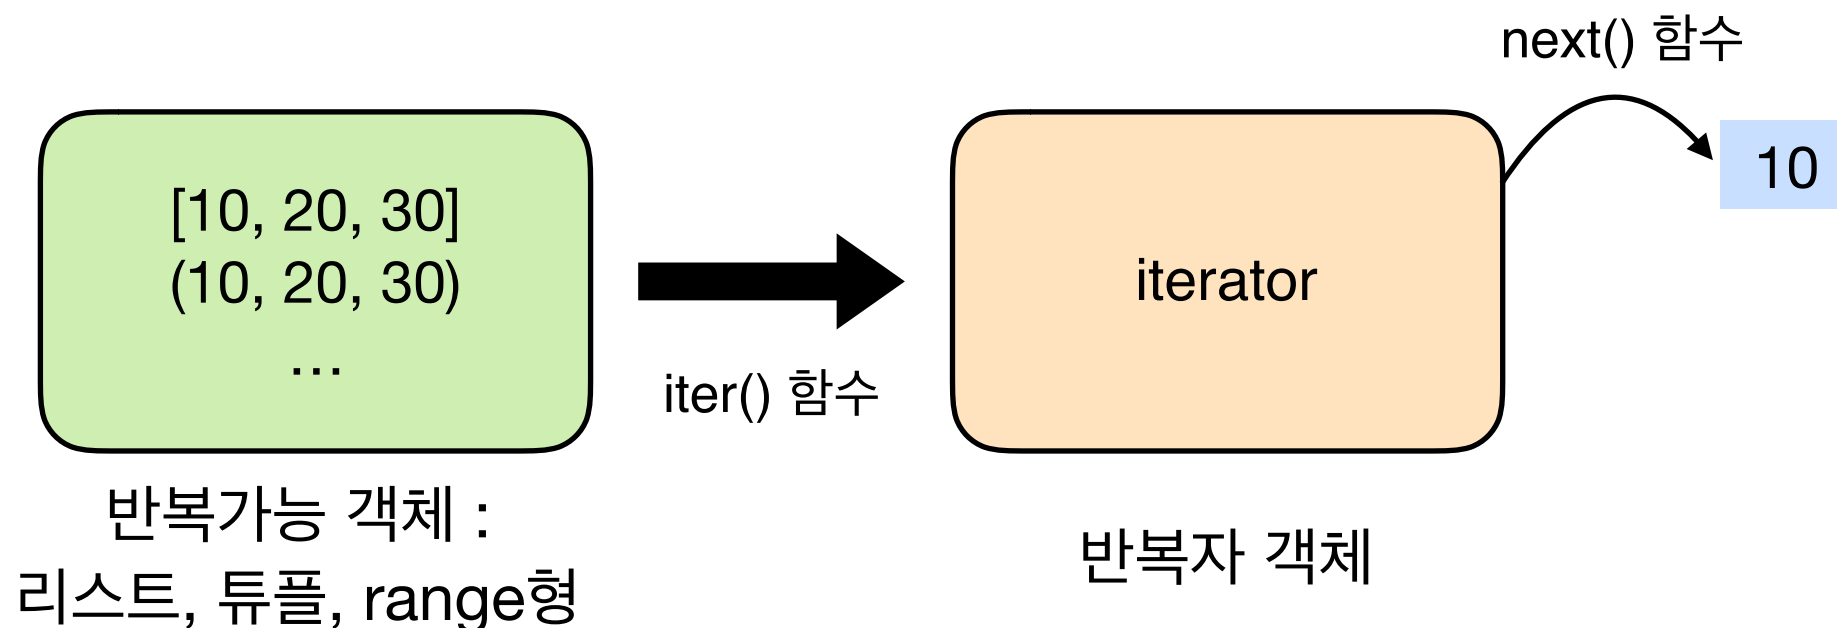 next() 함수
10
[10, 20, 30]
(10, 20, 30)
...
iterator
iter() 함수
반복가능 객체 :
리스트, 튜플, range형
반복자 객체